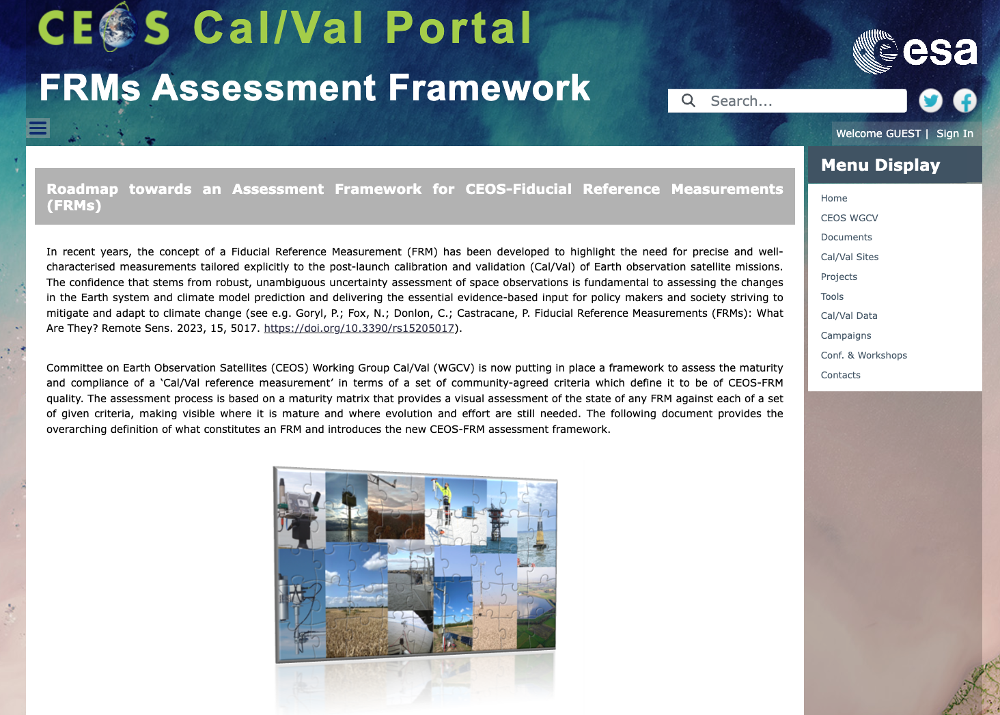 CEOS Cal/Val Portal
esa
FRMs Assessment Framework
Search...
Welcome GUEST | Sign In
Menu Display
Home
CEOS WGCV
Documents
Cal/Val Sites
Projects
Tools
Cal/Val Data
Campaigns
Conf. & Workshops
Contacts
Roadmap towards an Assessment Framework for CEOS-Fiducial Reference Measurements
(FRMs)
In recent years, the concept of a Fiducial Reference Measurement (FRM) has been developed to highlight the need for precise and well-
characterised measurements tailored explicitly to the post-launch calibration and validation (Cal/Val) of Earth observation satellite missions.
The confidence that stems from robust, unambiguous uncertainty assessment of space observations is fundamental to assessing the changes
in the Earth system and climate model prediction and delivering the essential evidence-based input for policy makers and society striving to
mitigate and adapt to climate change (see e.g. Goryl, P.; Fox, N.; Donlon, C.; Castracane, P. Fiducial Reference Measurements (FRMs): What
Are They? Remote Sens. 2023, 15, 5017. https://doi.org/10.3390/rs15205017).
Committee on Earth Observation Satellites (CEOS) Working Group Cal/Val (WGCV) is now putting in place a framework to assess the maturity
and compliance of a ‘Cal/Val reference measurement’ in terms of a set of community-agreed criteria which define it to be of CEOS-FRM
quality. The assessment process is based on a maturity matrix that provides a visual assessment of the state of any FRM against each of a set
of given criteria, making visible where it is mature and where evolution and effort are still needed. The following document provides the
overarching definition of what constitutes an FRM and introduces the new CEOS-FRM assessment framework.